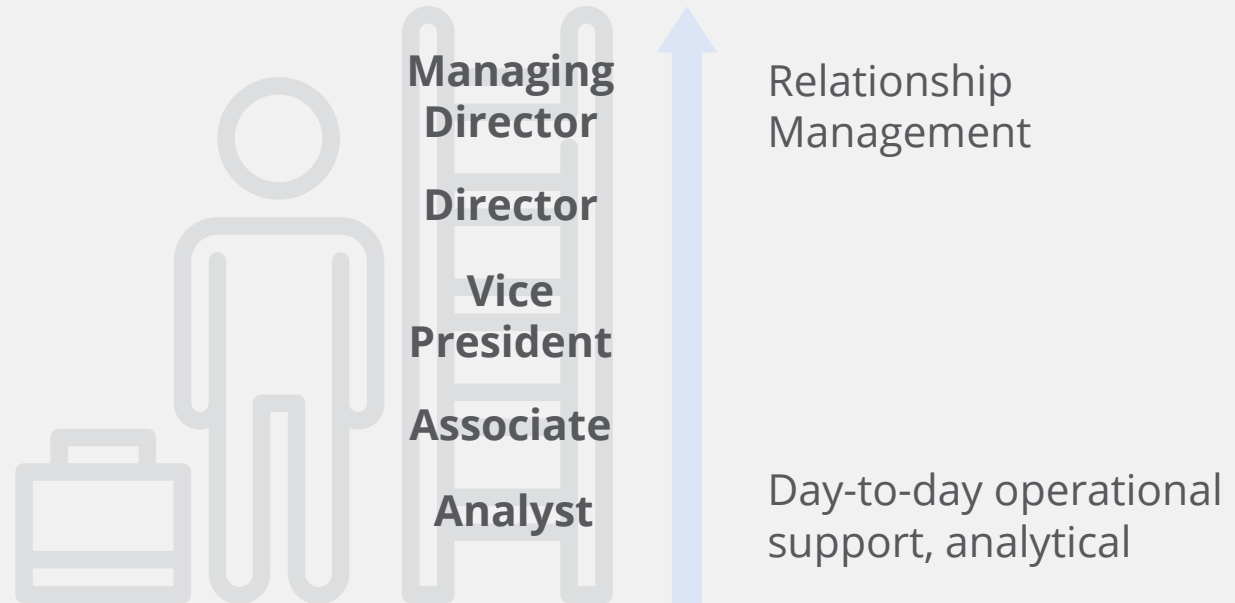 Managing
Director
Director
Vice
President
Associate
Analyst
Relationship
Management
Day-to-day operational
support, analytical